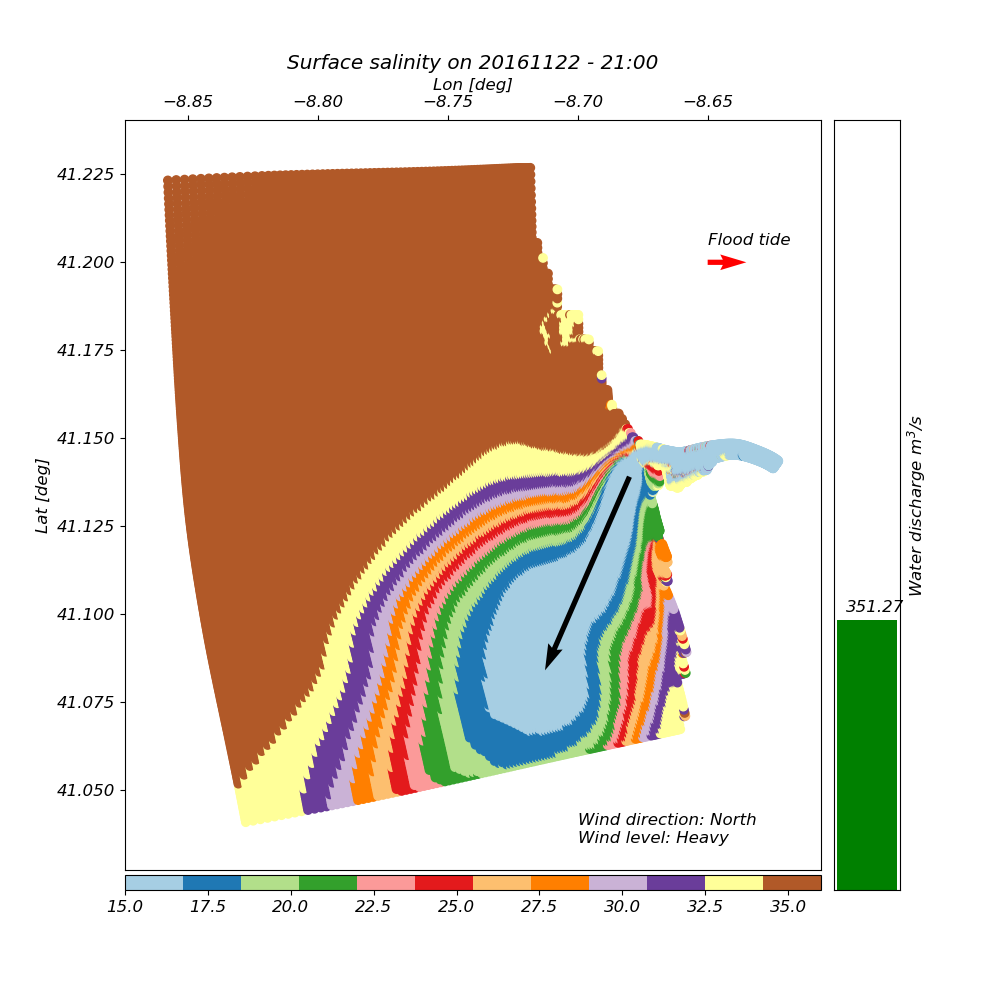 Surface salinity on 20161122 - 21:00
Lon [deg]
−8.85 −8.80 −8.75 −8.70 −8.65
41.225
Flood tide
41.200
41.175
41.150
41.125
41.100
41.075
41.050
Lat [deg]
Water discharge m³/s
351.27
Wind direction: North
Wind level: Heavy
15.0 17.5 20.0 22.5 25.0 27.5 30.0 32.5 35.0